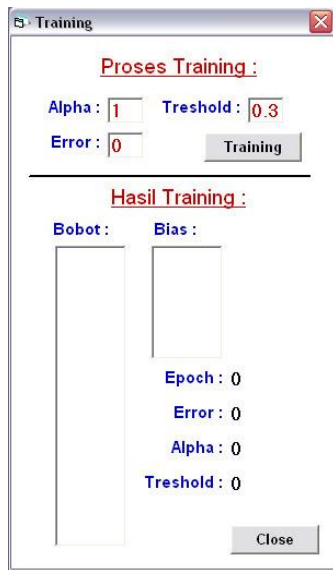 Training
Proses Training :
Alpha : 1 Treshold : 0.3
Error : 0 Training
Hasil Training :
Bobot : Bias :
Epoch : 0
Error : 0
Alpha : 0
Treshold : 0
Close